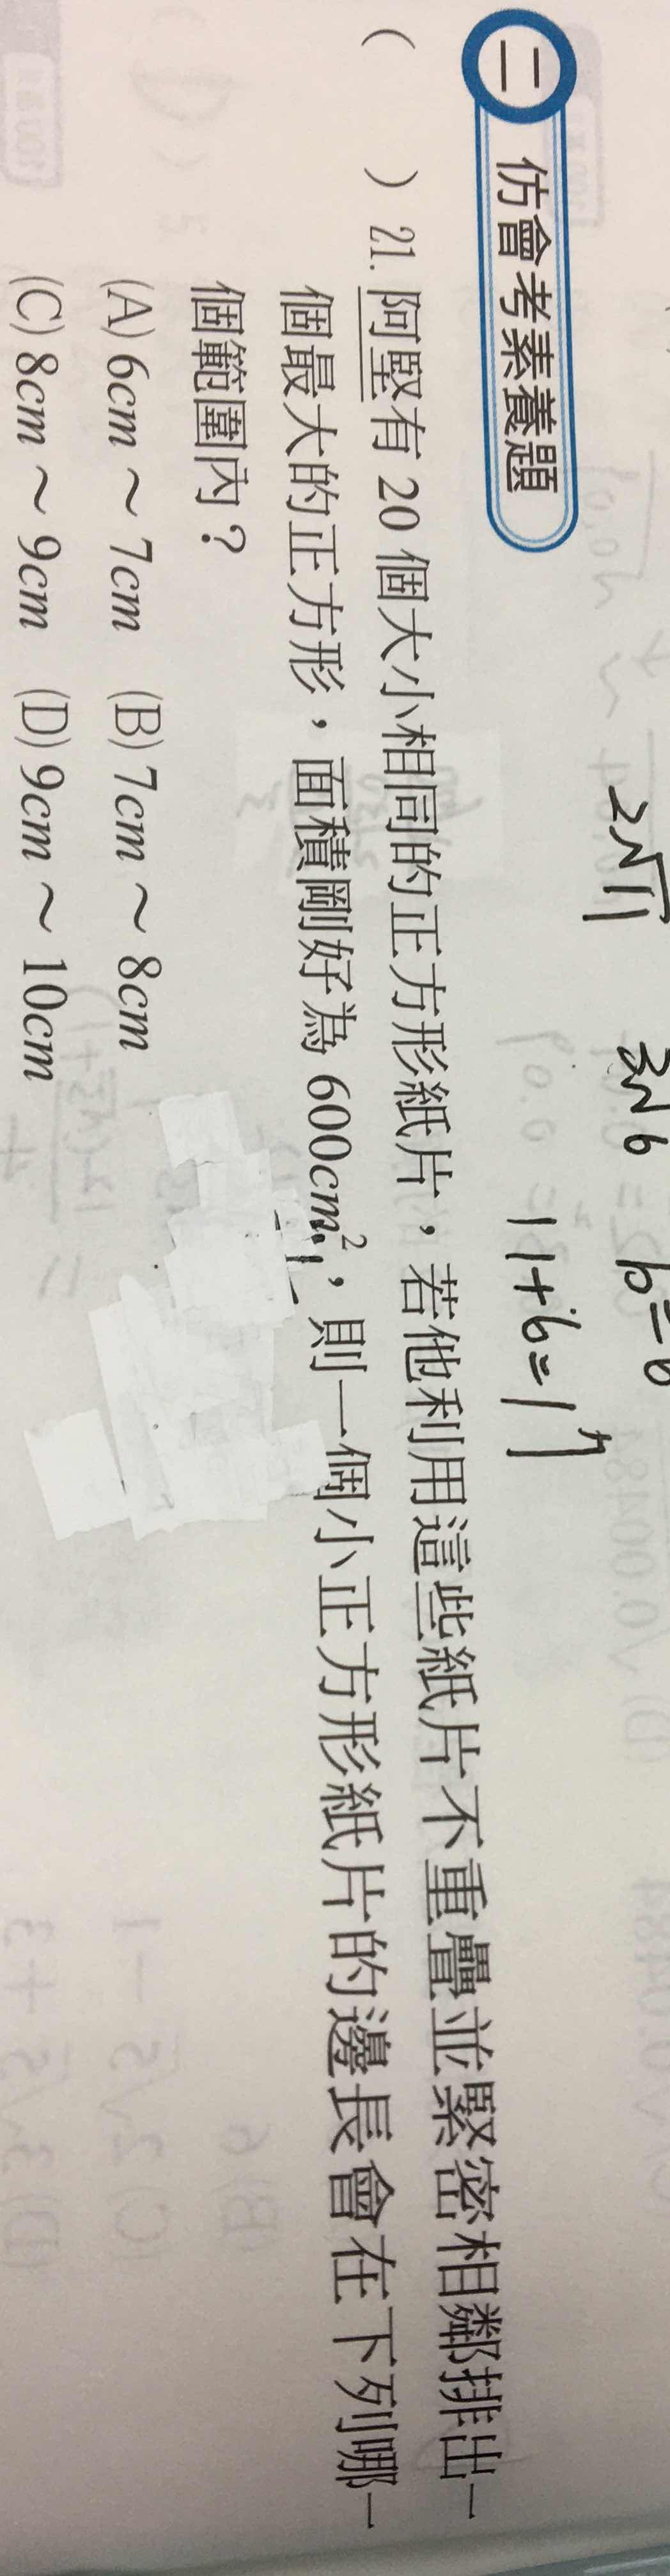 2√11 3√6 b=6
11+6=17
二 仿會考素養題
( ) 21. 阿壂有 20 個大小相同的正方形紙片，若他利用這些紙片不重疊並緊密相鄰排出一
個最大的正方形，面積剛好為 600cm²，則一個小正方形紙片的邊長會在下列哪一
個範圍內？
(A) 6cm～7cm (B) 7cm～8cm
(C) 8cm～9cm (D) 9cm～10cm